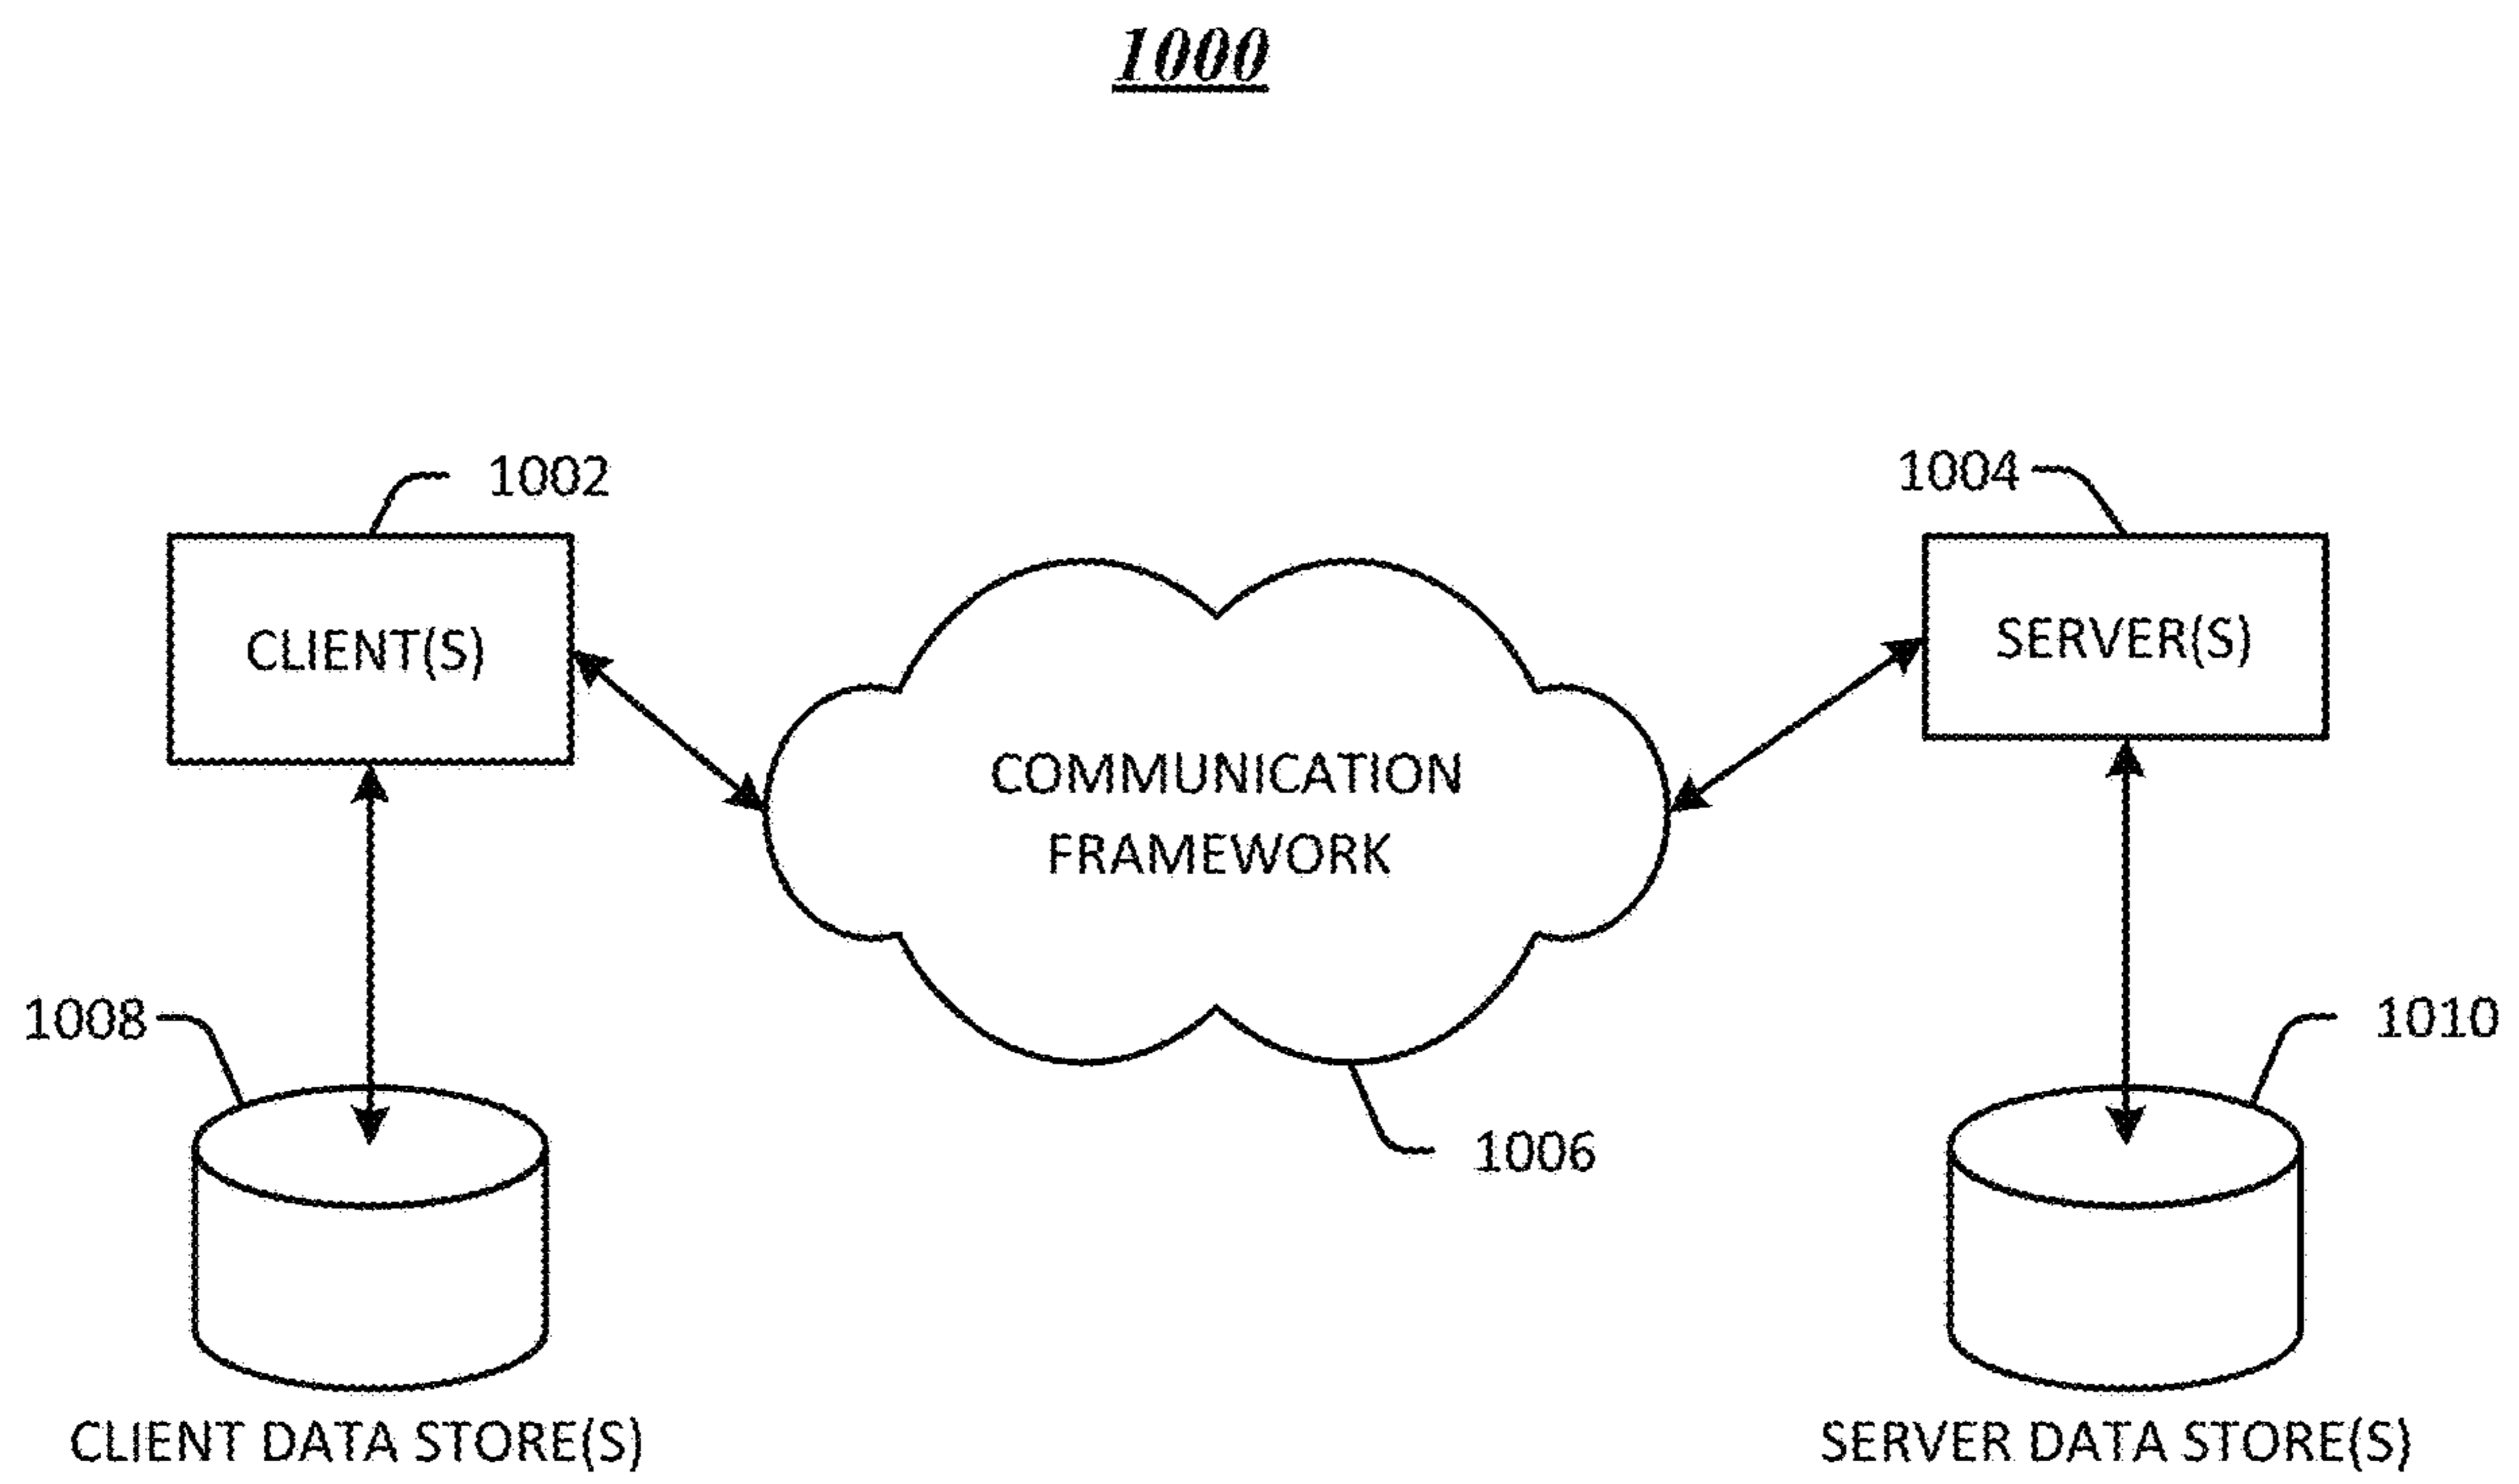 1000
1002
1004
CLIENT(S)
SERVER(S)
COMMUNICATION
FRAMEWORK
1008
1010
1006
CLIENT DATA STORE(S)
SERVER DATA STORE(S)